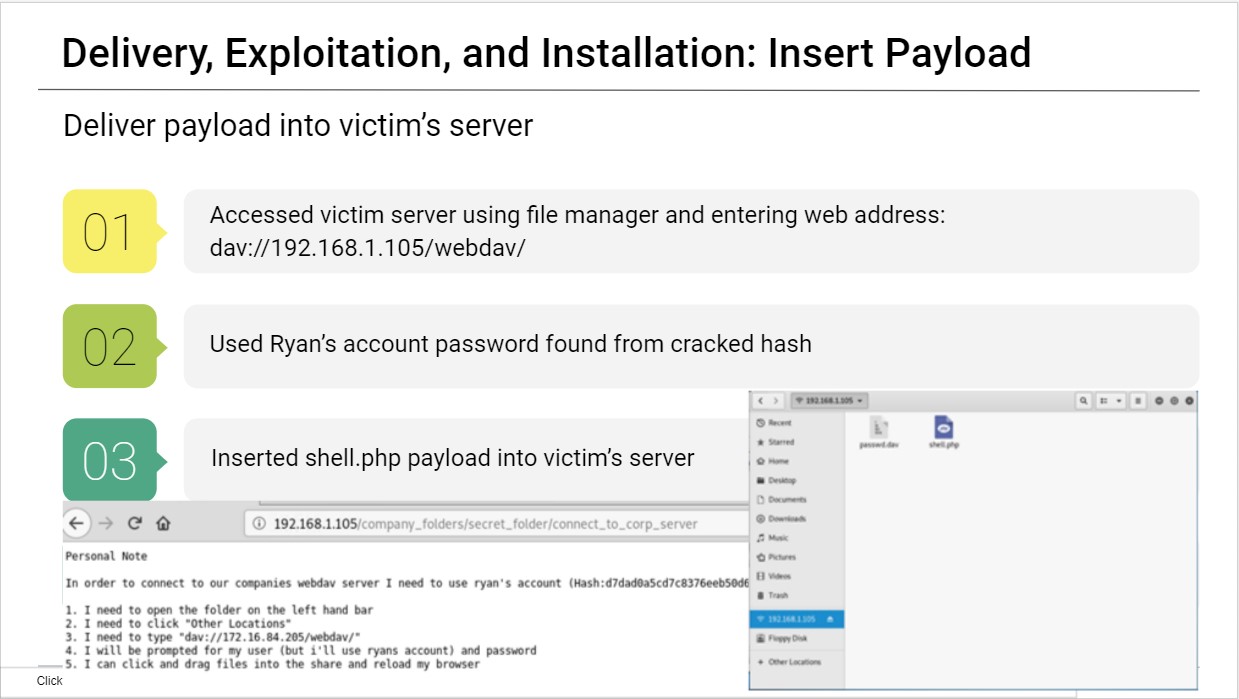 Delivery, Exploitation, and Installation: Insert Payload
Deliver payload into victim’s server
01
Accessed victim server using file manager and entering web address:
dav://192.168.1.105/webdav/
02
Used Ryan’s account password found from cracked hash
03
Inserted shell.php payload into victim’s server
192.168.1.105/company_folders/secret_folder/connect_to_corp_server
Personal Note
In order to connect to our companies webdav server I need to use ryan's account (Hash:d7dad0a5cd7c8376eeb50d6
1. I need to open the folder on the left hand bar
2. I need to click "Other Locations"
3. I need to type "dav://172.16.84.205/webdav/"
4. I will be prompted for my user (but i'll use ryans account) and password
5. I can click and drag files into the share and reload my browser
192.168.1.105
Recent
Starred
Home
Desktop
Documents
Downloads
Music
Pictures
Videos
Trash
192.168.1.105
Floppy Disk
+ Other Locations
passwd.dav
shell.php
Click